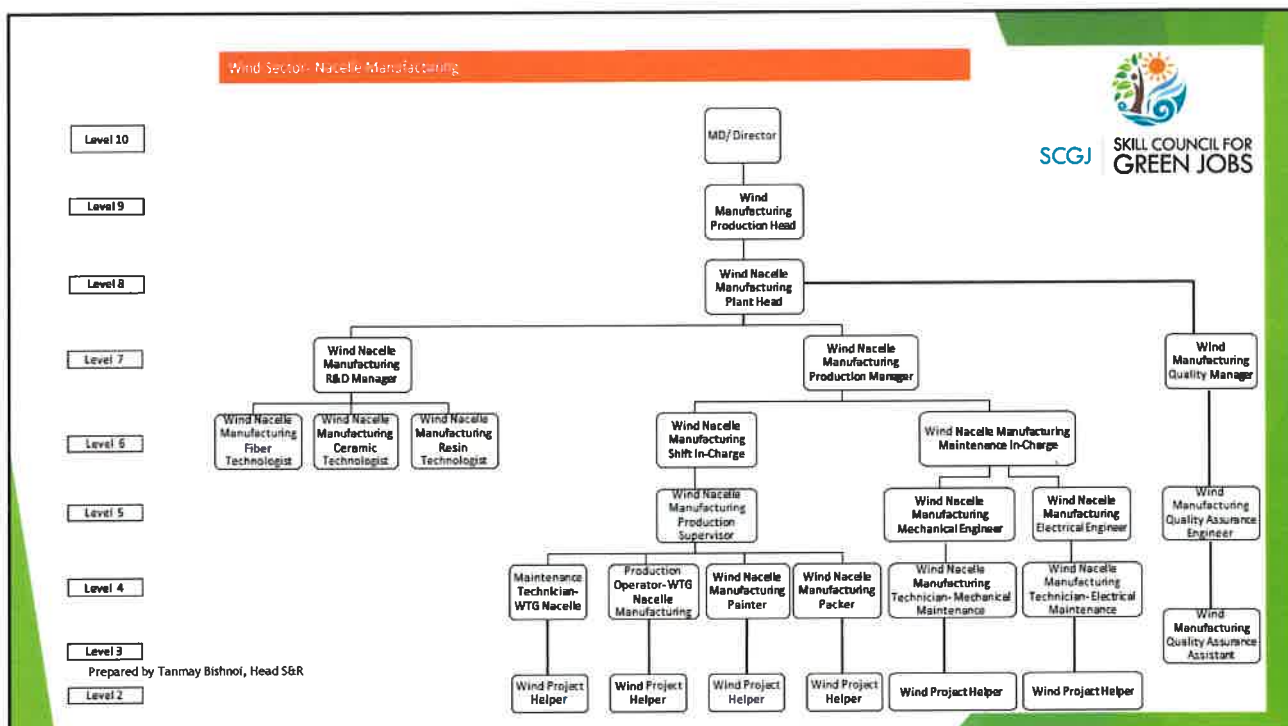 Wind Sector- Nacelle Manufacturing
SCGJ
SKILL COUNCIL FOR
GREEN JOBS
Level 10
MD/ Director
Level 9
Wind
Manufacturing
Production Head
Level 8
Wind Nacelle
Manufacturing
Plant Head
Level 7
Wind Nacelle
Manufacturing
R&D Manager
Wind Nacelle
Manufacturing
Production Manager
Wind
Manufacturing
Quality Manager
Level 6
Wind Nacelle
Manufacturing
Fiber
Technologist
Wind Nacelle
Manufacturing
Ceramic
Technologist
Wind Nacelle
Manufacturing
Resin
Technologist
Wind Nacelle
Manufacturing
Shift In-Charge
Wind Nacelle Manufacturing
Maintenance In-Charge
Level 5
Wind Nacelle
Manufacturing
Production
Supervisor
Wind Nacelle
Manufacturing
Mechanical Engineer
Wind Nacelle
Manufacturing
Electrical Engineer
Wind
Manufacturing
Quality Assurance
Engineer
Level 4
Maintenance
Technician-
WTG Nacelle
Production
Operator-WTG
Nacelle
Manufacturing
Wind Nacelle
Manufacturing
Painter
Wind Nacelle
Manufacturing
Packer
Wind Nacelle
Manufacturing
Technician- Mechanical
Maintenance
Wind Nacelle
Manufacturing
Technician-Electrical
Maintenance
Wind
Manufacturing
Quality Assurance
Assistant
Level 3
Prepared by Tanmay Bishnoi, Head S&R
Level 2
Wind Project
Helper
Wind Project
Helper
Wind Project
Helper
Wind Project
Helper
Wind Project Helper
Wind Project Helper